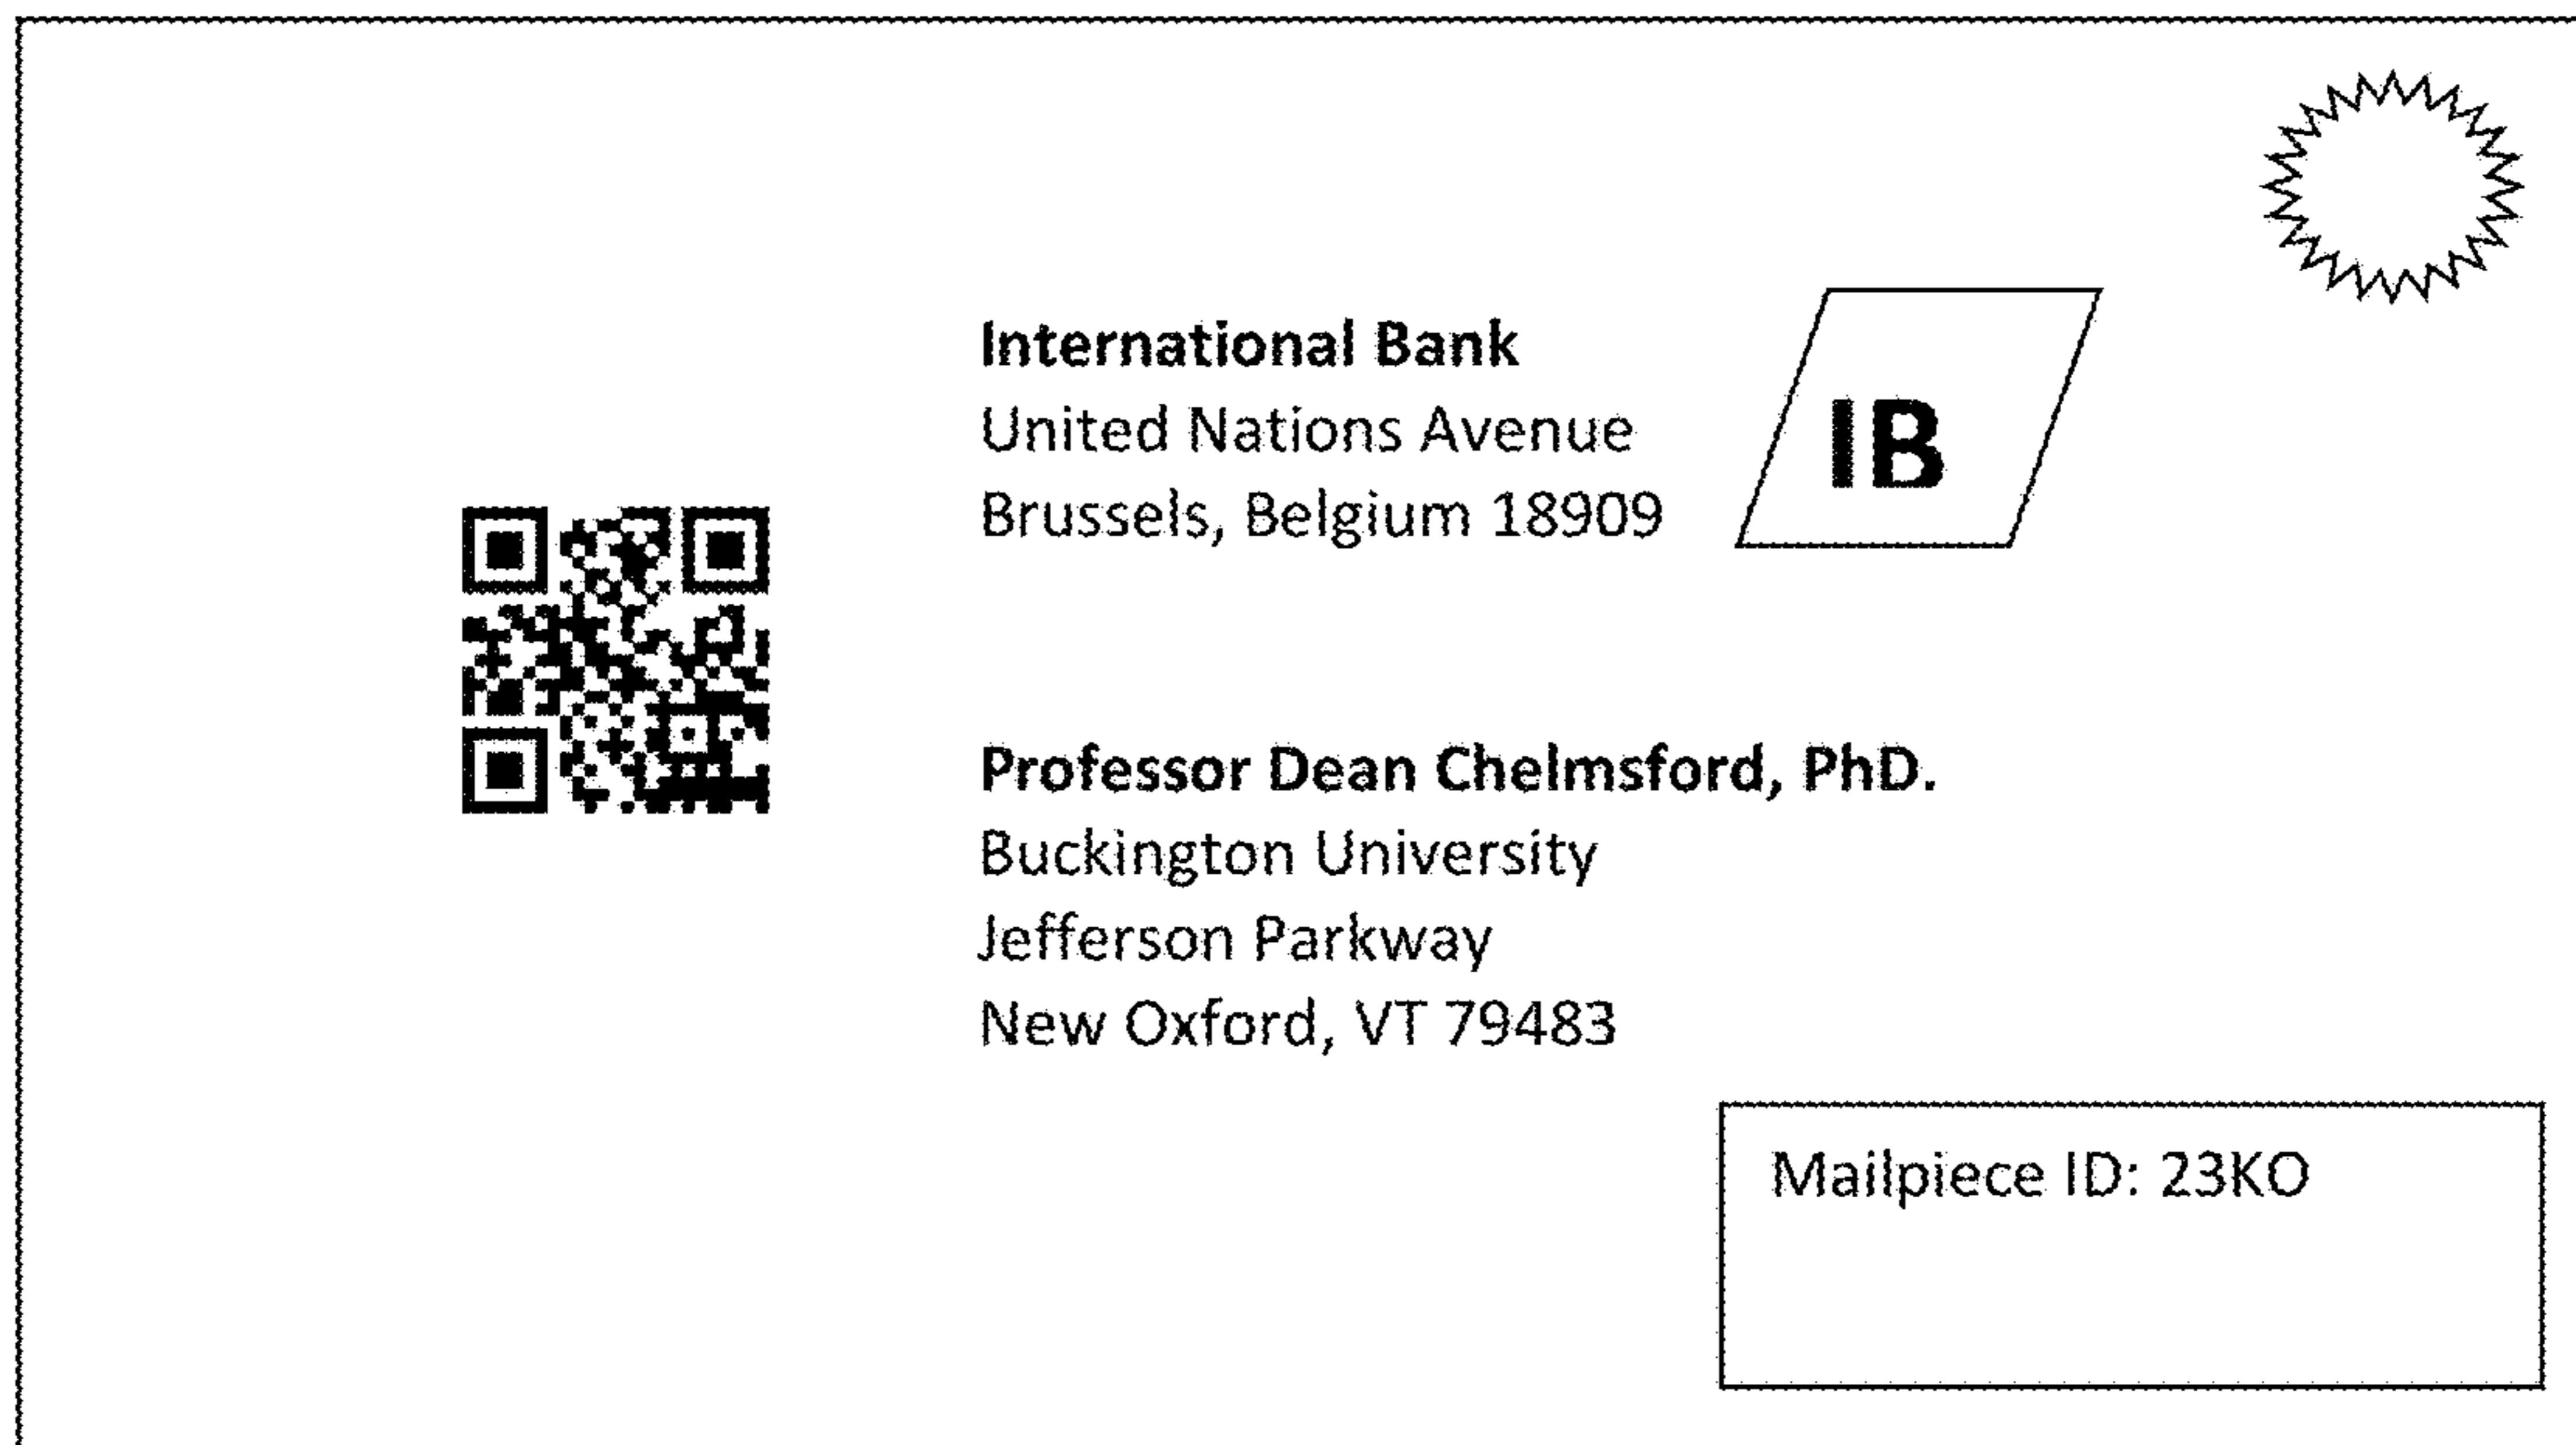 International Bank
United Nations Avenue
Brussels, Belgium 18909
IB
Professor Dean Chelmsford, PhD.
Buckington University
Jefferson Parkway
New Oxford, VT 79483
Mailpiece ID: 23KO